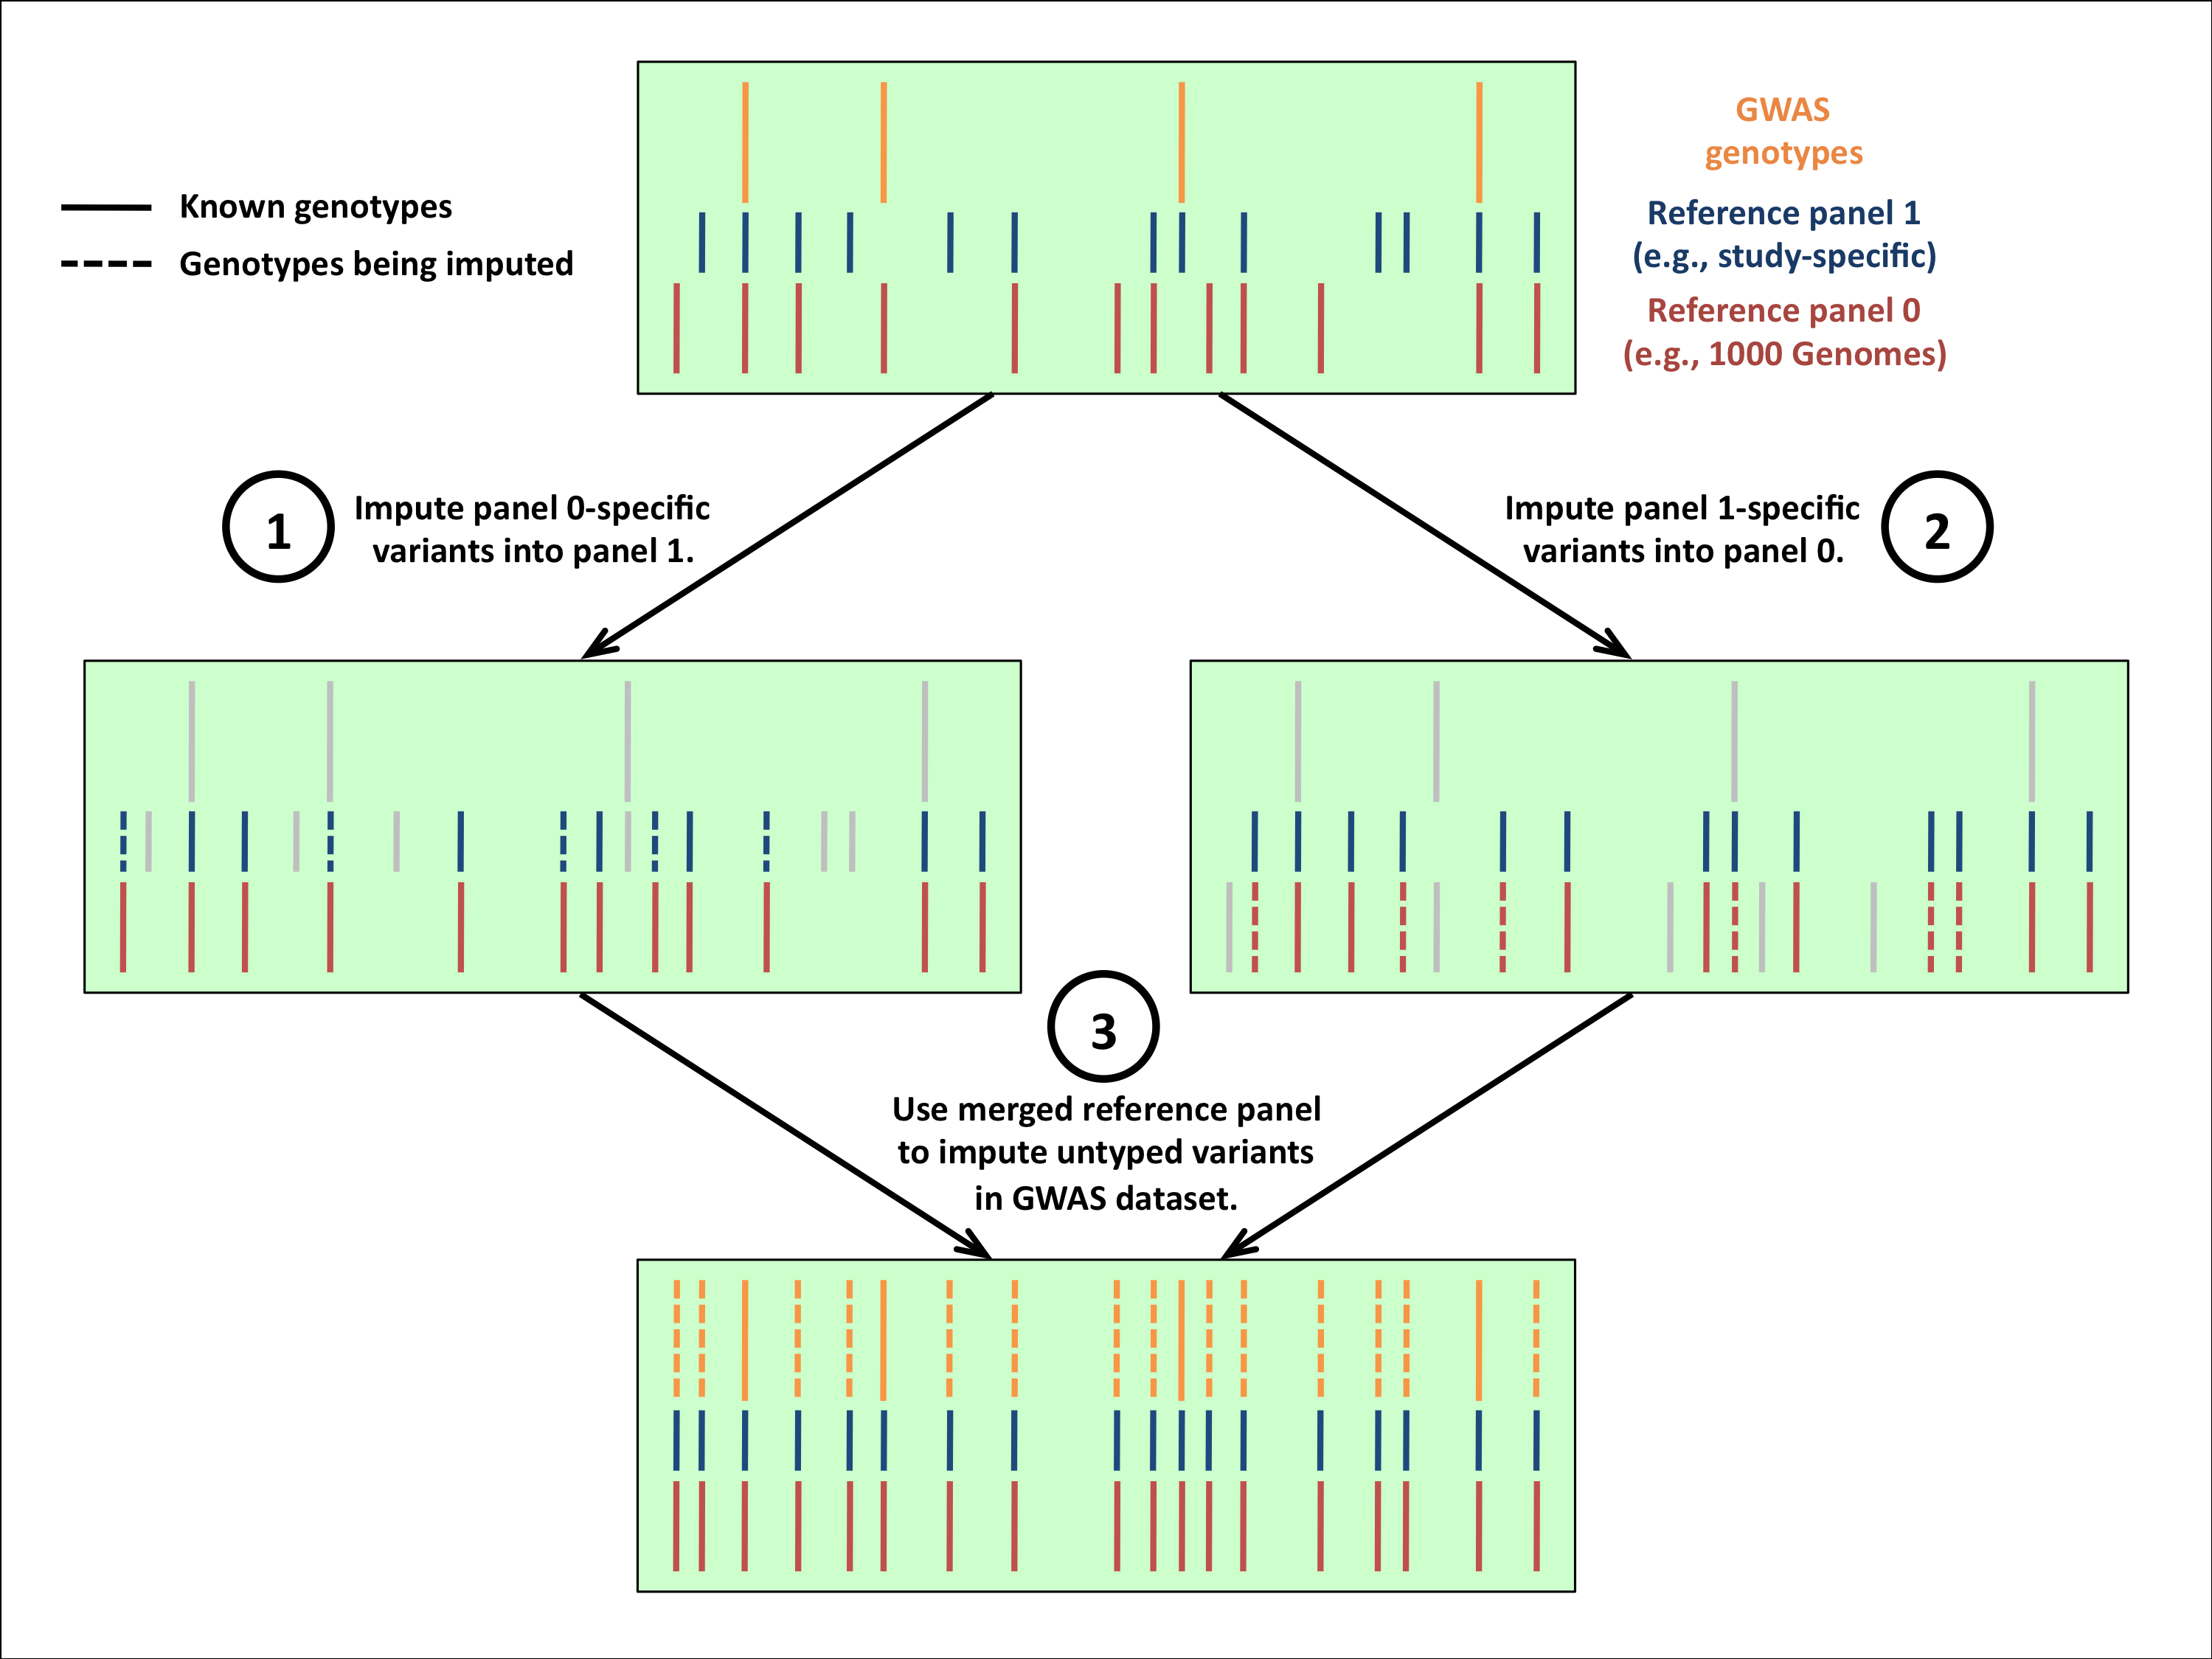 GWAS
genotypes
Known genotypes
Genotypes being imputed
Reference panel 1
(e.g., study-specific)
Reference panel 0
(e.g., 1000 Genomes)
1
Impute panel 0-specific
variants into panel 1.
Impute panel 1-specific
variants into panel 0.
2
3
Use merged reference panel
to impute untyped variants
in GWAS dataset.